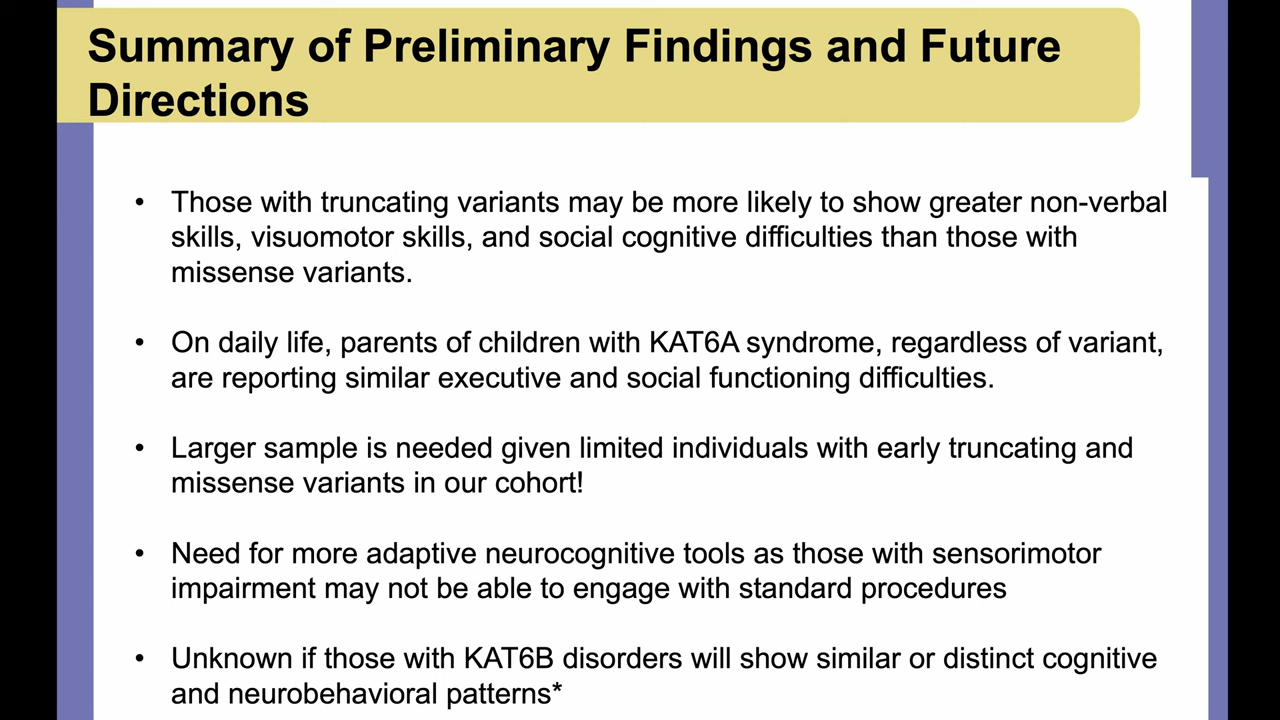 Summary of Preliminary Findings and Future
Directions
• Those with truncating variants may be more likely to show greater non-verbal
skills, visuomotor skills, and social cognitive difficulties than those with
missense variants.
• On daily life, parents of children with KAT6A syndrome, regardless of variant,
are reporting similar executive and social functioning difficulties.
• Larger sample is needed given limited individuals with early truncating and
missense variants in our cohort!
• Need for more adaptive neurocognitive tools as those with sensorimotor
impairment may not be able to engage with standard procedures
• Unknown if those with KAT6B disorders will show similar or distinct cognitive
and neurobehavioral patterns*